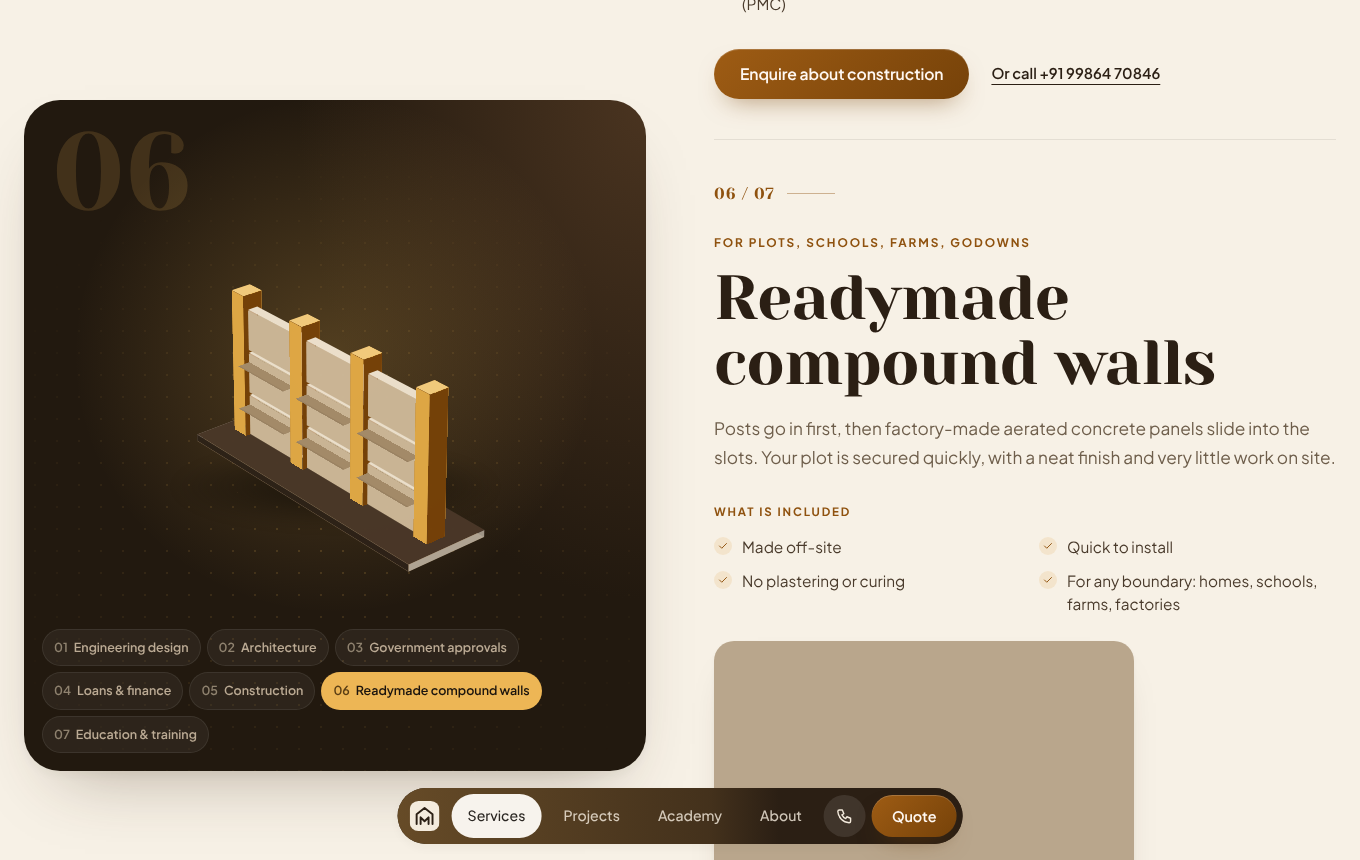 (PMC)
Enquire about construction
Or call +91 99864 70846
06
06 / 07
FOR PLOTS, SCHOOLS, FARMS, GODOWNS
Readymade
compound walls
Posts go in first, then factory-made aerated concrete panels slide into the
slots. Your plot is secured quickly, with a neat finish and very little work on site.
WHAT IS INCLUDED
Made off-site
Quick to install
No plastering or curing
For any boundary: homes, schools,
farms, factories
01 Engineering design
02 Architecture
03 Government approvals
04 Loans & finance
05 Construction
06 Readymade compound walls
07 Education & training
Services
Projects
Academy
About
Quote